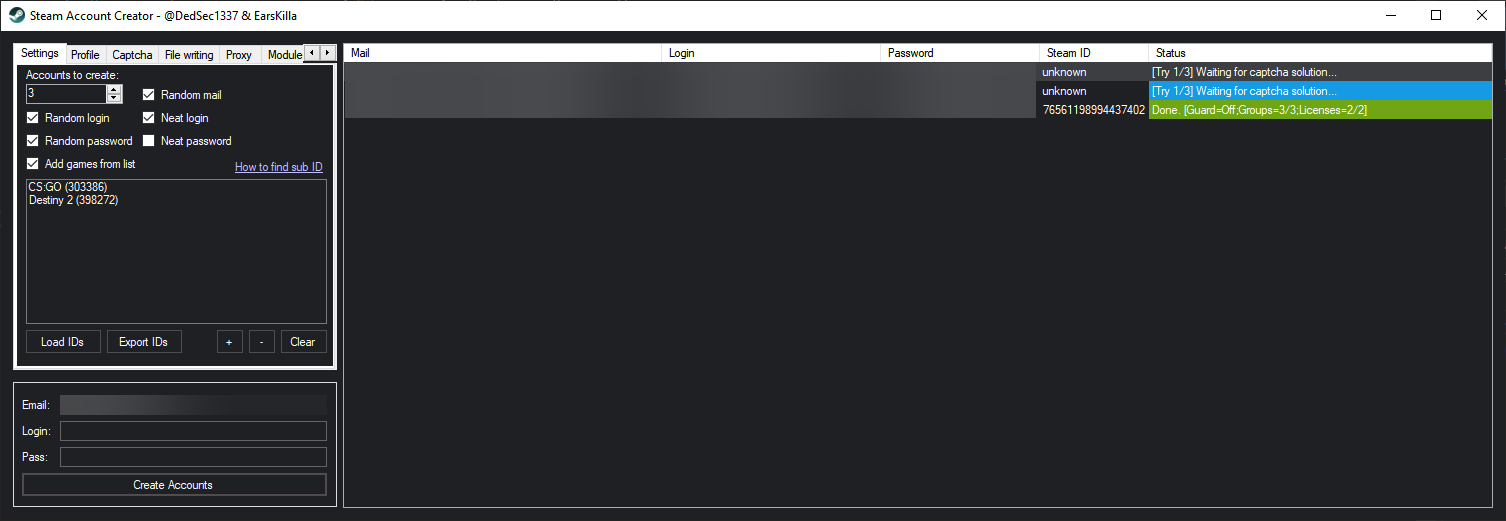 Steam Account Creator - @DedSec1337 & EarsKilla
Settings Profile Captcha File writing Proxy Module
Accounts to create:
3
Random mail
Random login Neat login
Random password Neat password
Add games from list
How to find sub ID
CS:GO (303386)
Destiny 2 (398272)
Load IDs Export IDs + - Clear
Email:
Login:
Pass:
Create Accounts
Mail Login Password Steam ID Status
unknown [Try 1/3] Waiting for captcha solution...
unknown [Try 1/3] Waiting for captcha solution...
76561198994437402 Done. [Guard=Off;Groups=3/3;Licenses=2/2]